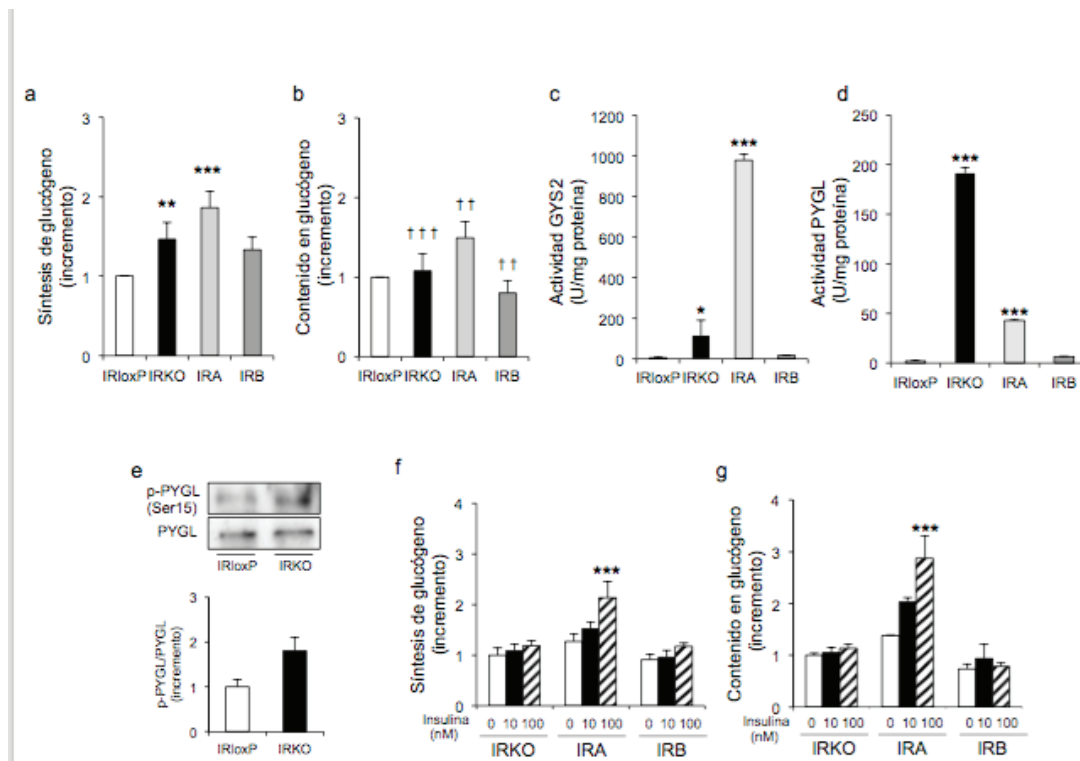 a
Síntesis de glucógeno
(incremento)
3
2
1
0
**
***
IRloxP IRKO IRA IRB
b
Contenido en glucógeno
(incremento)
3
2
1
0
†††
††
††
IRloxP IRKO IRA IRB
c
Actividad GYS2
(U/mg proteína)
1200
1000
800
600
400
200
0
*
***
IRloxP IRKO IRA IRB
d
Actividad PYGL
(U/mg proteína)
250
200
150
100
50
0
***
***
IRloxP IRKO IRA IRB
e
p-PYGL
(Ser15)
PYGL
IRloxP IRKO
p-PYGL/PYGL
(incremento)
3
2
1
0
IRloxP IRKO
f
Síntesis de glucógeno
(incremento)
4
3
2
1
0
***
Insulina
(nM)
0 10 100 0 10 100 0 10 100
IRKO IRA IRB
g
Contenido en glucógeno
(incremento)
4
3
2
1
0
***
Insulina
(nM)
0 10 100 0 10 100 0 10 100
IRKO IRA IRB